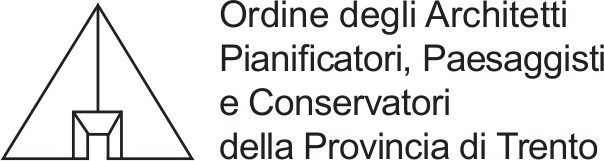 Ordine degli Architetti
Pianificatori, Paesaggisti
e Conservatori
della Provincia di Trento